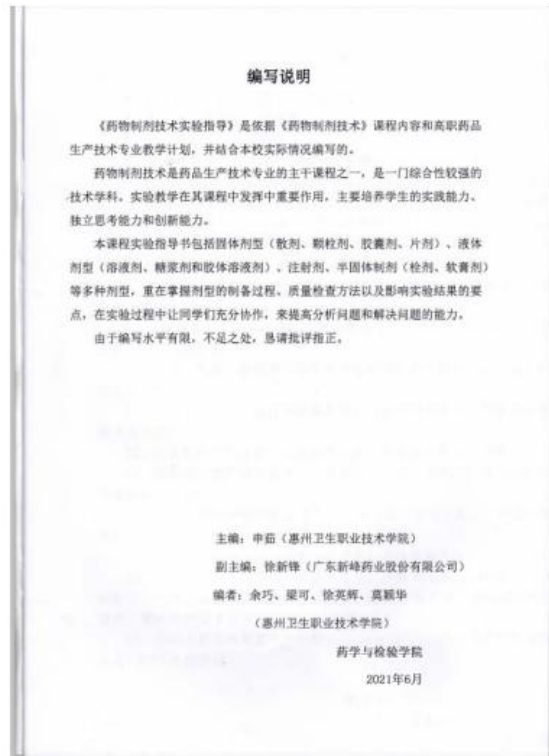 编写说明
《药物制剂技术实验指导》是依据《药物制剂技术》课程内容和高职药品
生产技术专业教学计划，并结合本校实际情况编写的。
药物制剂技术是药品生产技术专业的主干课程之一，是一门综合性较强的
技术学科。实验教学在其课程中发挥中重要作用，主要培养学生的实践能力、
独立思考能力和创新能力。
本课程实验指导书包括固体剂型（散剂、颗粒剂、胶囊剂、片剂）、液体
剂型（溶液剂、糖浆剂和胶体溶液剂）、注射剂、半固体制剂（栓剂、软膏剂）
等多种剂型，重在掌握剂型的制备过程、质量检查方法以及影响实验结果的要
点，在实验过程中让同学们充分协作，来提高分析问题和解决问题的能力。
由于编写水平有限，不足之处，恳请批评指正。
主编：申茹（惠州卫生职业技术学院）
副主编：徐新锋（广东新峰药业股份有限公司）
编者：余巧、梁可、徐英辉、莫颖华
（惠州卫生职业技术学院）
药学与检验学院
2021年6月